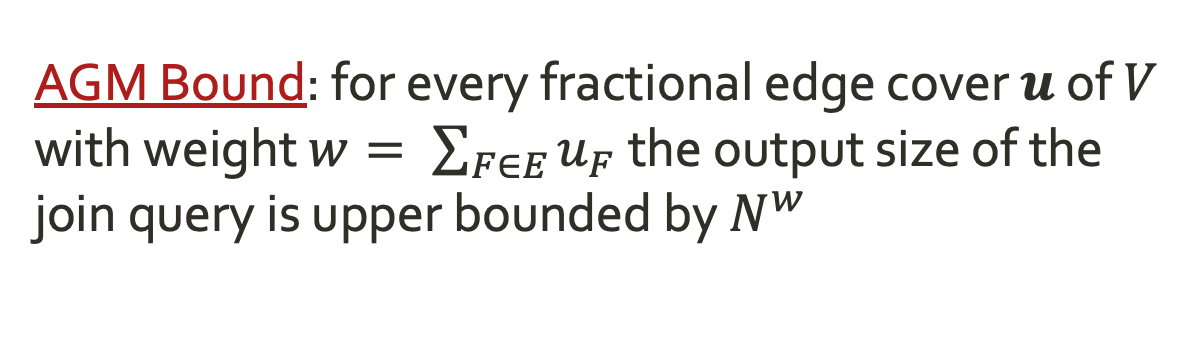 AGM Bound: for every fractional edge cover 𝒖 of 𝑉
with weight 𝑤 = ∑_{𝐹∈𝐸} 𝑢_𝐹 the output size of the
join query is upper bounded by 𝑁^𝑤